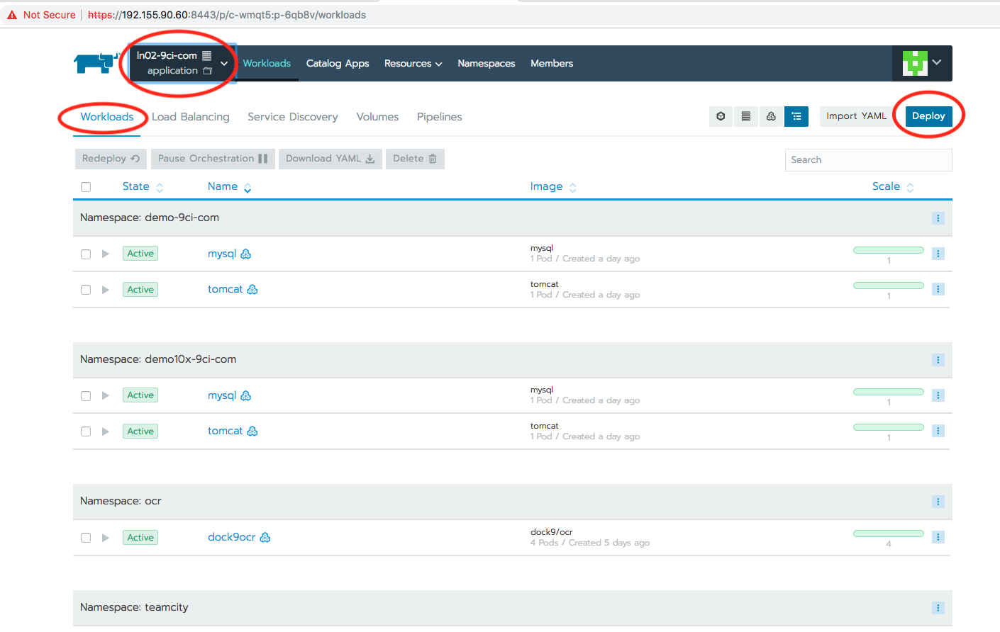 Not Secure | https://192.155.90.60:8443/p/c-wmqt5:p-6qb8v/workloads
ln02-9ci-com
application
Workloads Catalog Apps Resources Namespaces Members
Workloads Load Balancing Service Discovery Volumes Pipelines Import YAML Deploy
Redeploy Pause Orchestration Download YAML Delete Search
State Name Image Scale
Namespace: demo-9ci-com
Active mysql mysql
1 Pod / Created a day ago 1
Active tomcat tomcat
1 Pod / Created a day ago 1
Namespace: demo10x-9ci-com
Active mysql mysql
1 Pod / Created a day ago 1
Active tomcat tomcat
1 Pod / Created a day ago 1
Namespace: ocr
Active dock9ocr dock9/ocr
4 Pods / Created 5 days ago 4
Namespace: teamcity